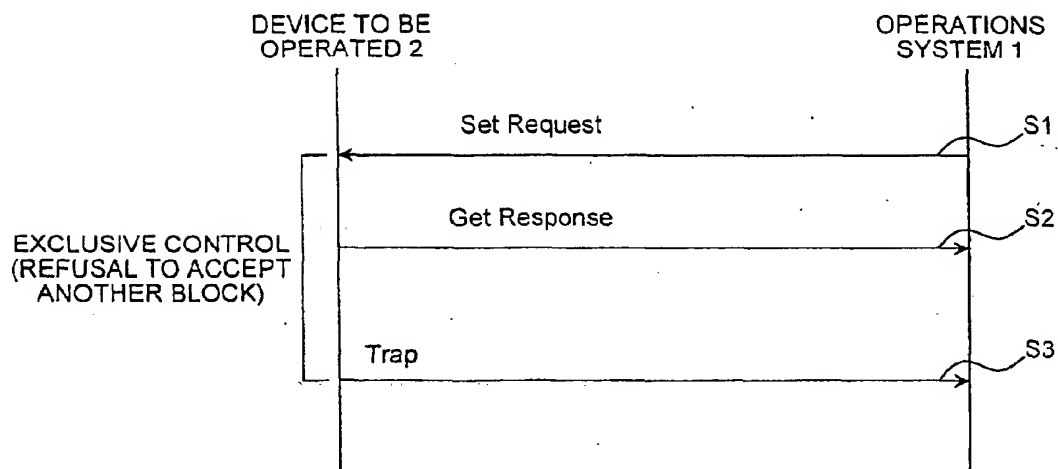 DEVICE TO BE
OPERATED 2
OPERATIONS
SYSTEM 1
Set Request
S1
Get Response
S2
EXCLUSIVE CONTROL
(REFUSAL TO ACCEPT
ANOTHER BLOCK)
Trap
S3